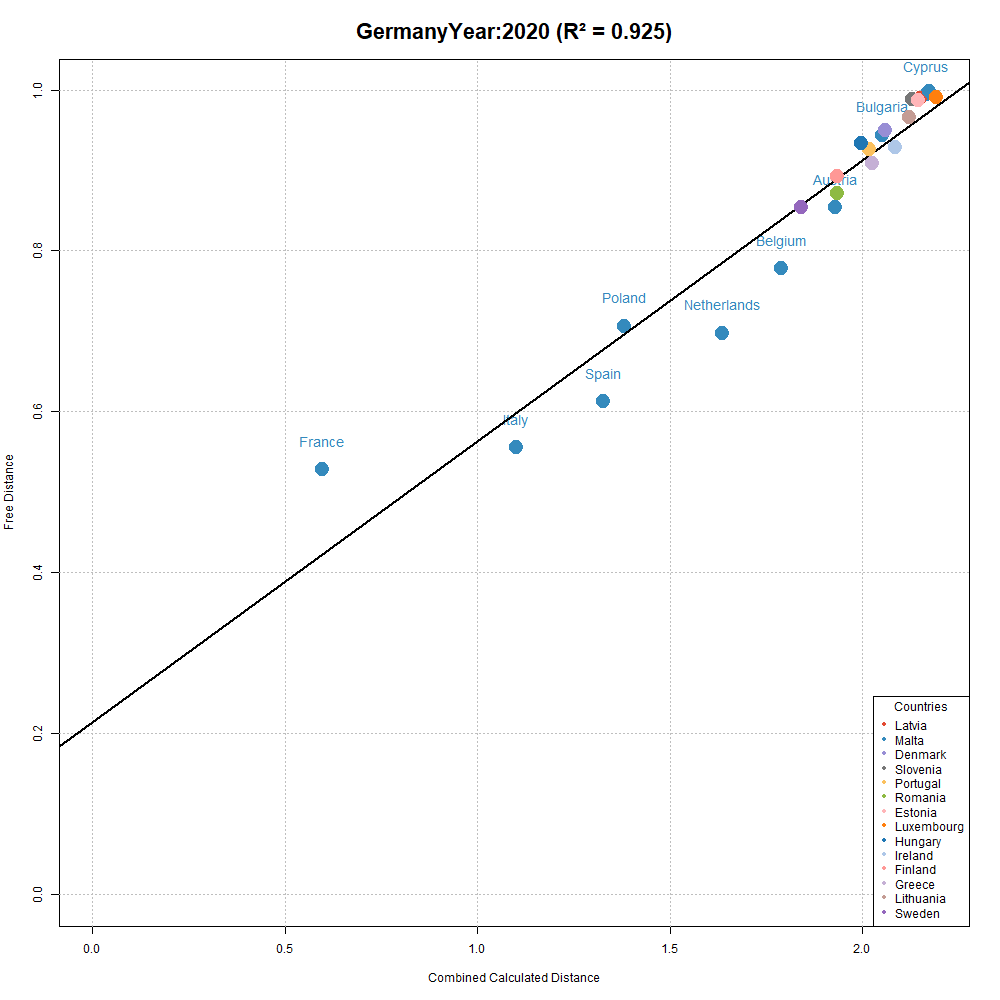 GermanyYear:2020 (R² = 0.925)
Cyprus
Bulgaria
Austria
Belgium
Poland
Netherlands
Spain
Italy
France
1.0
0.8
0.6
0.4
0.2
0.0
Free Distance
Countries
Latvia
Malta
Denmark
Slovenia
Portugal
Romania
Estonia
Luxembourg
Hungary
Ireland
Finland
Greece
Lithuania
Sweden
0.0 0.5 1.0 1.5 2.0
Combined Calculated Distance